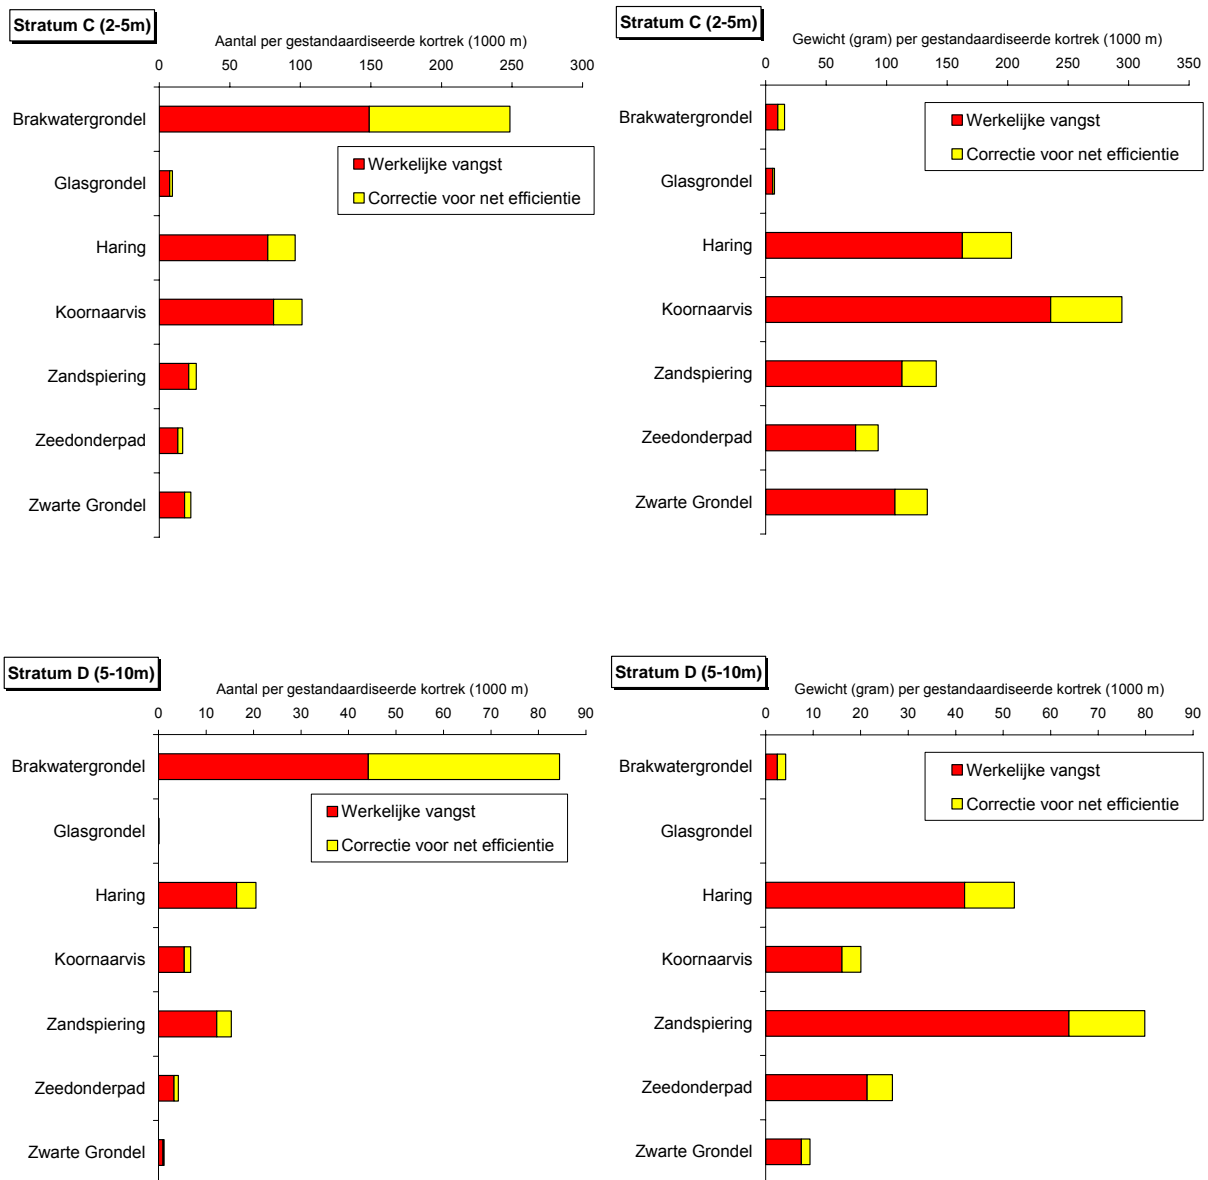 Stratum C (2-5m)
Aantal per gestandaardiseerde kortrek (1000 m)
0 50 100 150 200 250 300
Brakwatergrondel
Glasgrondel
Haring
Koornaarvis
Zandspiering
Zeedonderpad
Zwarte Grondel
Werkelijke vangst
Correctie voor net efficientie
Stratum C (2-5m)
Gewicht (gram) per gestandaardiseerde kortrek (1000 m)
0 50 100 150 200 250 300 350
Brakwatergrondel
Glasgrondel
Haring
Koornaarvis
Zandspiering
Zeedonderpad
Zwarte Grondel
Werkelijke vangst
Correctie voor net efficientie
Stratum D (5-10m)
Aantal per gestandaardiseerde kortrek (1000 m)
0 10 20 30 40 50 60 70 80 90
Brakwatergrondel
Glasgrondel
Haring
Koornaarvis
Zandspiering
Zeedonderpad
Zwarte Grondel
Werkelijke vangst
Correctie voor net efficientie
Stratum D (5-10m)
Gewicht (gram) per gestandaardiseerde kortrek (1000 m)
0 10 20 30 40 50 60 70 80 90
Brakwatergrondel
Glasgrondel
Haring
Koornaarvis
Zandspiering
Zeedonderpad
Zwarte Grondel
Werkelijke vangst
Correctie voor net efficientie